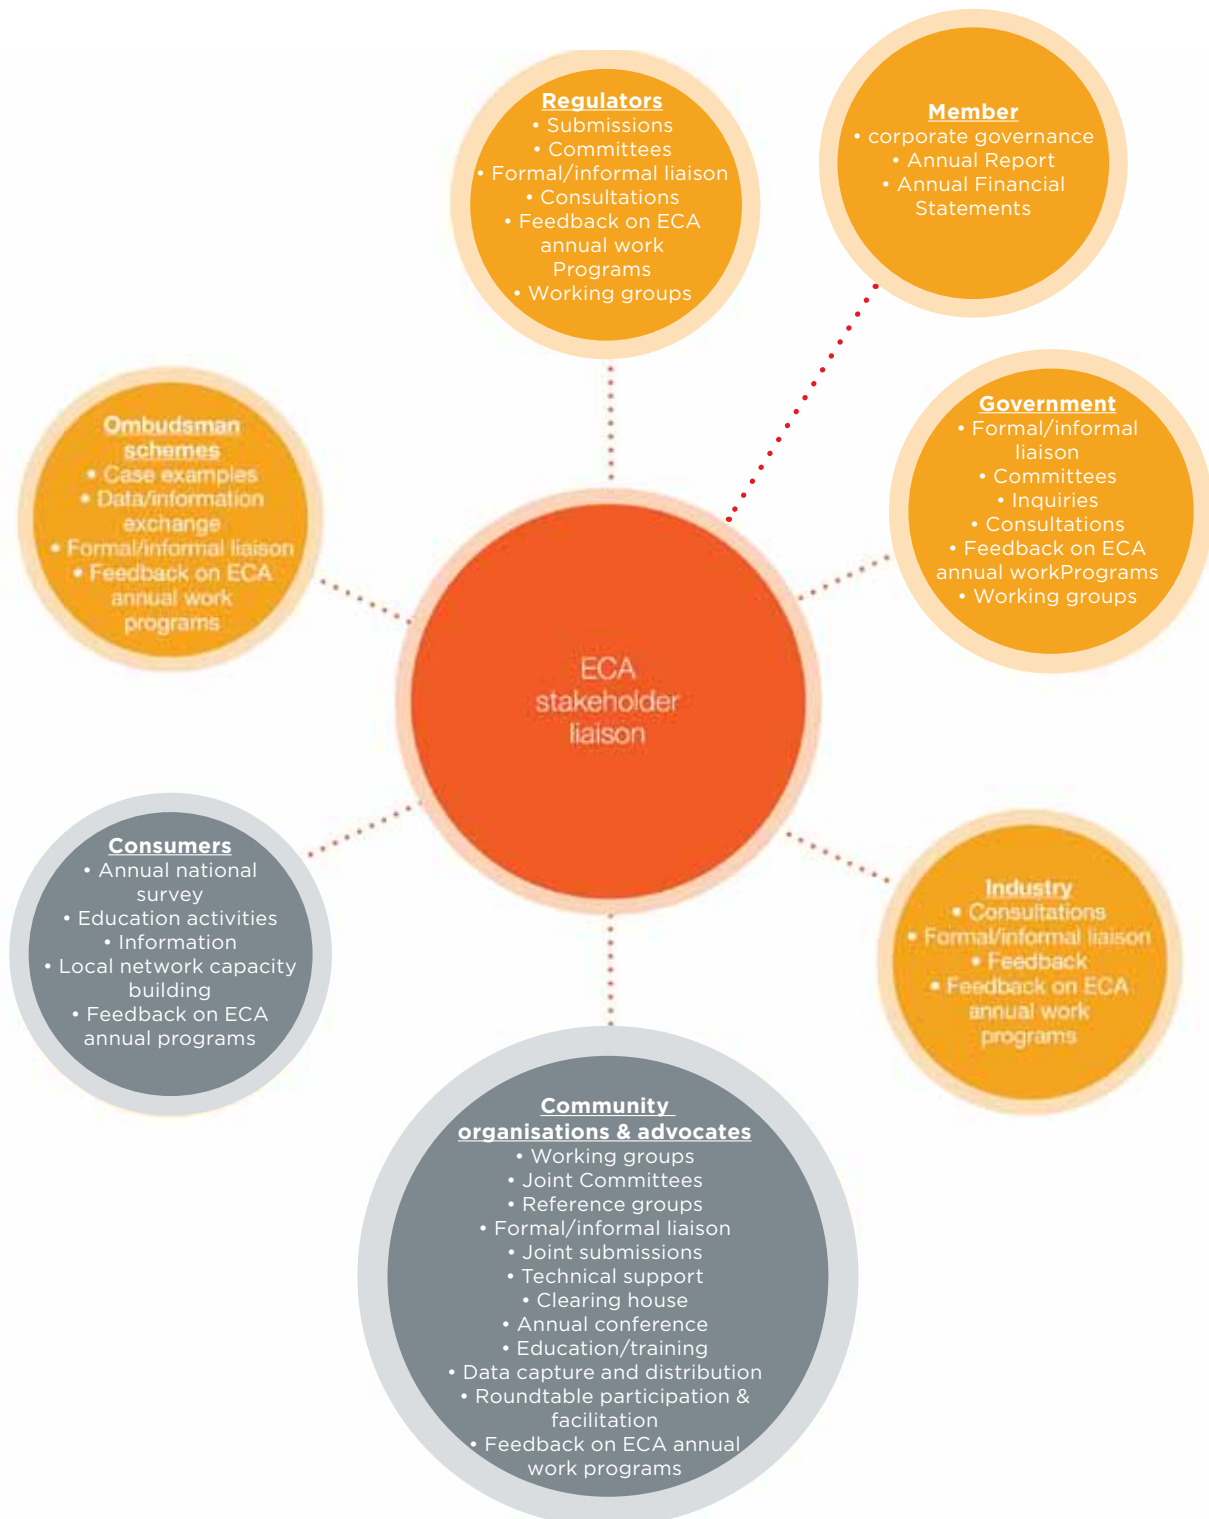 Regulators
• Submissions
• Committees
• Formal/informal liaison
• Consultations
• Feedback on ECA
annual work
Programs
• Working groups
Member
• corporate governance
• Annual Report
• Annual Financial
Statements
Government
• Formal/informal
liaison
• Committees
• Inquiries
• Consultations
• Feedback on ECA
annual workPrograms
• Working groups
Ombudsman
schemes
• Case examples
• Data/information
exchange
• Formal/informal liaison
• Feedback on ECA
annual work
programs
ECA
stakeholder
liaison
Consumers
• Annual national
survey
• Education activities
• Information
• Local network capacity
building
• Feedback on ECA
annual programs
Industry
• Consultations
• Formal/informal liaison
• Feedback
• Feedback on ECA
annual work
programs
Community
organisations & advocates
• Working groups
• Joint Committees
• Reference groups
• Formal/informal liaison
• Joint submissions
• Technical support
• Clearing house
• Annual conference
• Education/training
• Data capture and distribution
• Roundtable participation &
facilitation
• Feedback on ECA annual
work programs